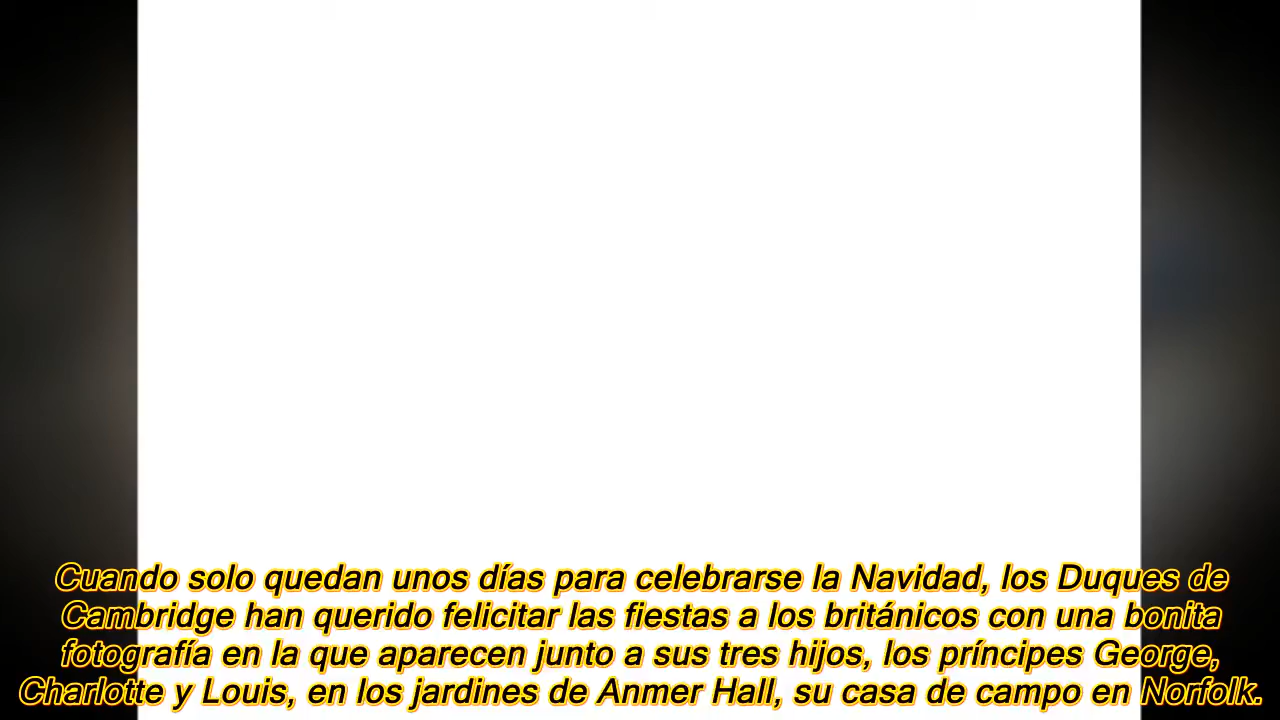 Cuando solo quedan unos días para celebrarse la Navidad, los Duques de
Cambridge han querido felicitar las fiestas a los británicos con una bonita
fotografía en la que aparecen junto a sus tres hijos, los príncipes George,
Charlotte y Louis, en los jardines de Anmer Hall, su casa de campo en Norfolk.